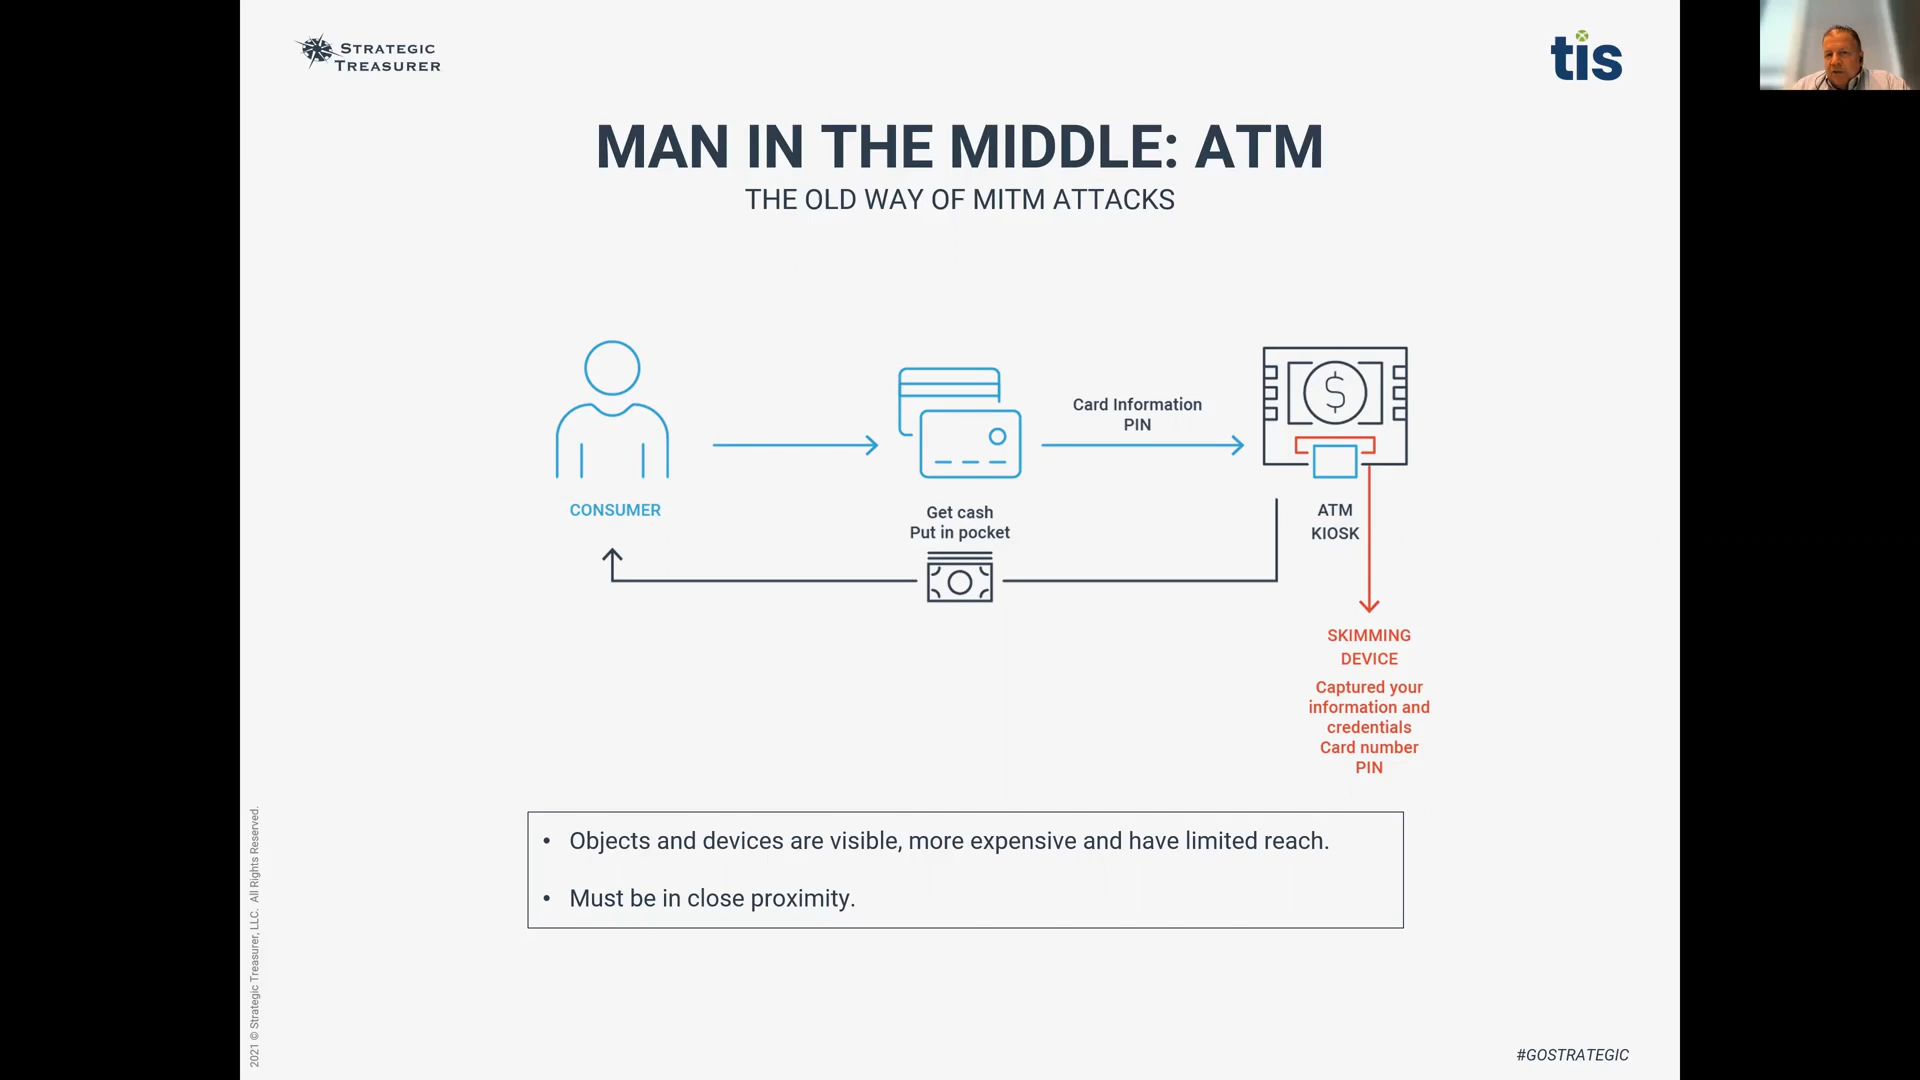 STRATEGIC
TREASURER
tis
MAN IN THE MIDDLE: ATM
THE OLD WAY OF MITM ATTACKS
Card Information
PIN
$
CONSUMER
Get cash
Put in pocket
ATM
KIOSK
SKIMMING
DEVICE
Captured your
information and
credentials
Card number
PIN
• Objects and devices are visible, more expensive and have limited reach.
• Must be in close proximity.
2021 © Strategic Treasurer, LLC. All Rights Reserved.
#GOSTRATEGIC